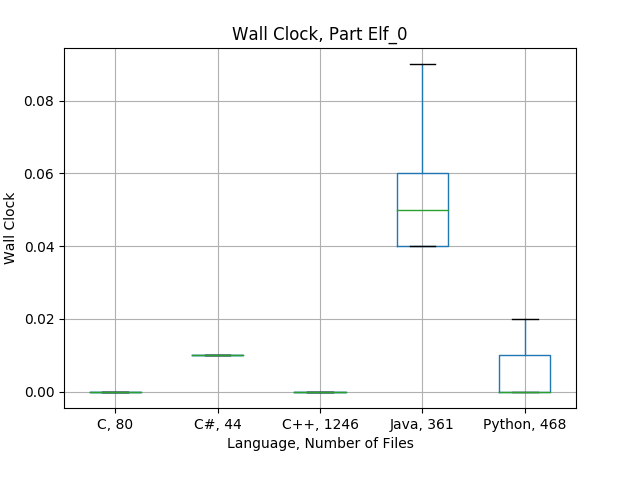 Wall Clock, Part Elf_0
Wall Clock
0.08
0.06
0.04
0.02
0.00
C, 80
C#, 44
C++, 1246
Java, 361
Python, 468
Language, Number of Files